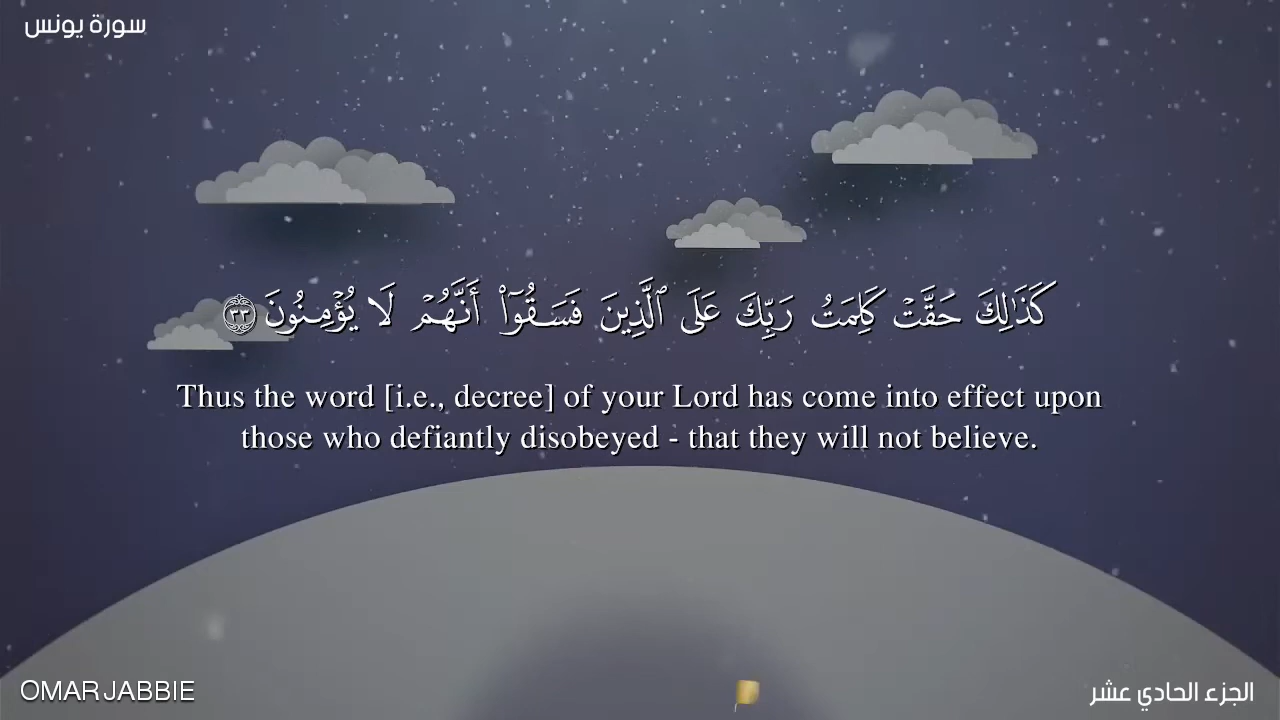 سورة يونس
كَذَٰلِكَ حَقَّتۡ كَلِمَتُ رَبِّكَ عَلَى ٱلَّذِينَ فَسَقُوٓاْ أَنَّهُمۡ لَا يُؤۡمِنُونَ ٣٣
Thus the word [i.e., decree] of your Lord has come into effect upon
those who defiantly disobeyed - that they will not believe.
OMAR JABBIE
الجزء الحادي عشر